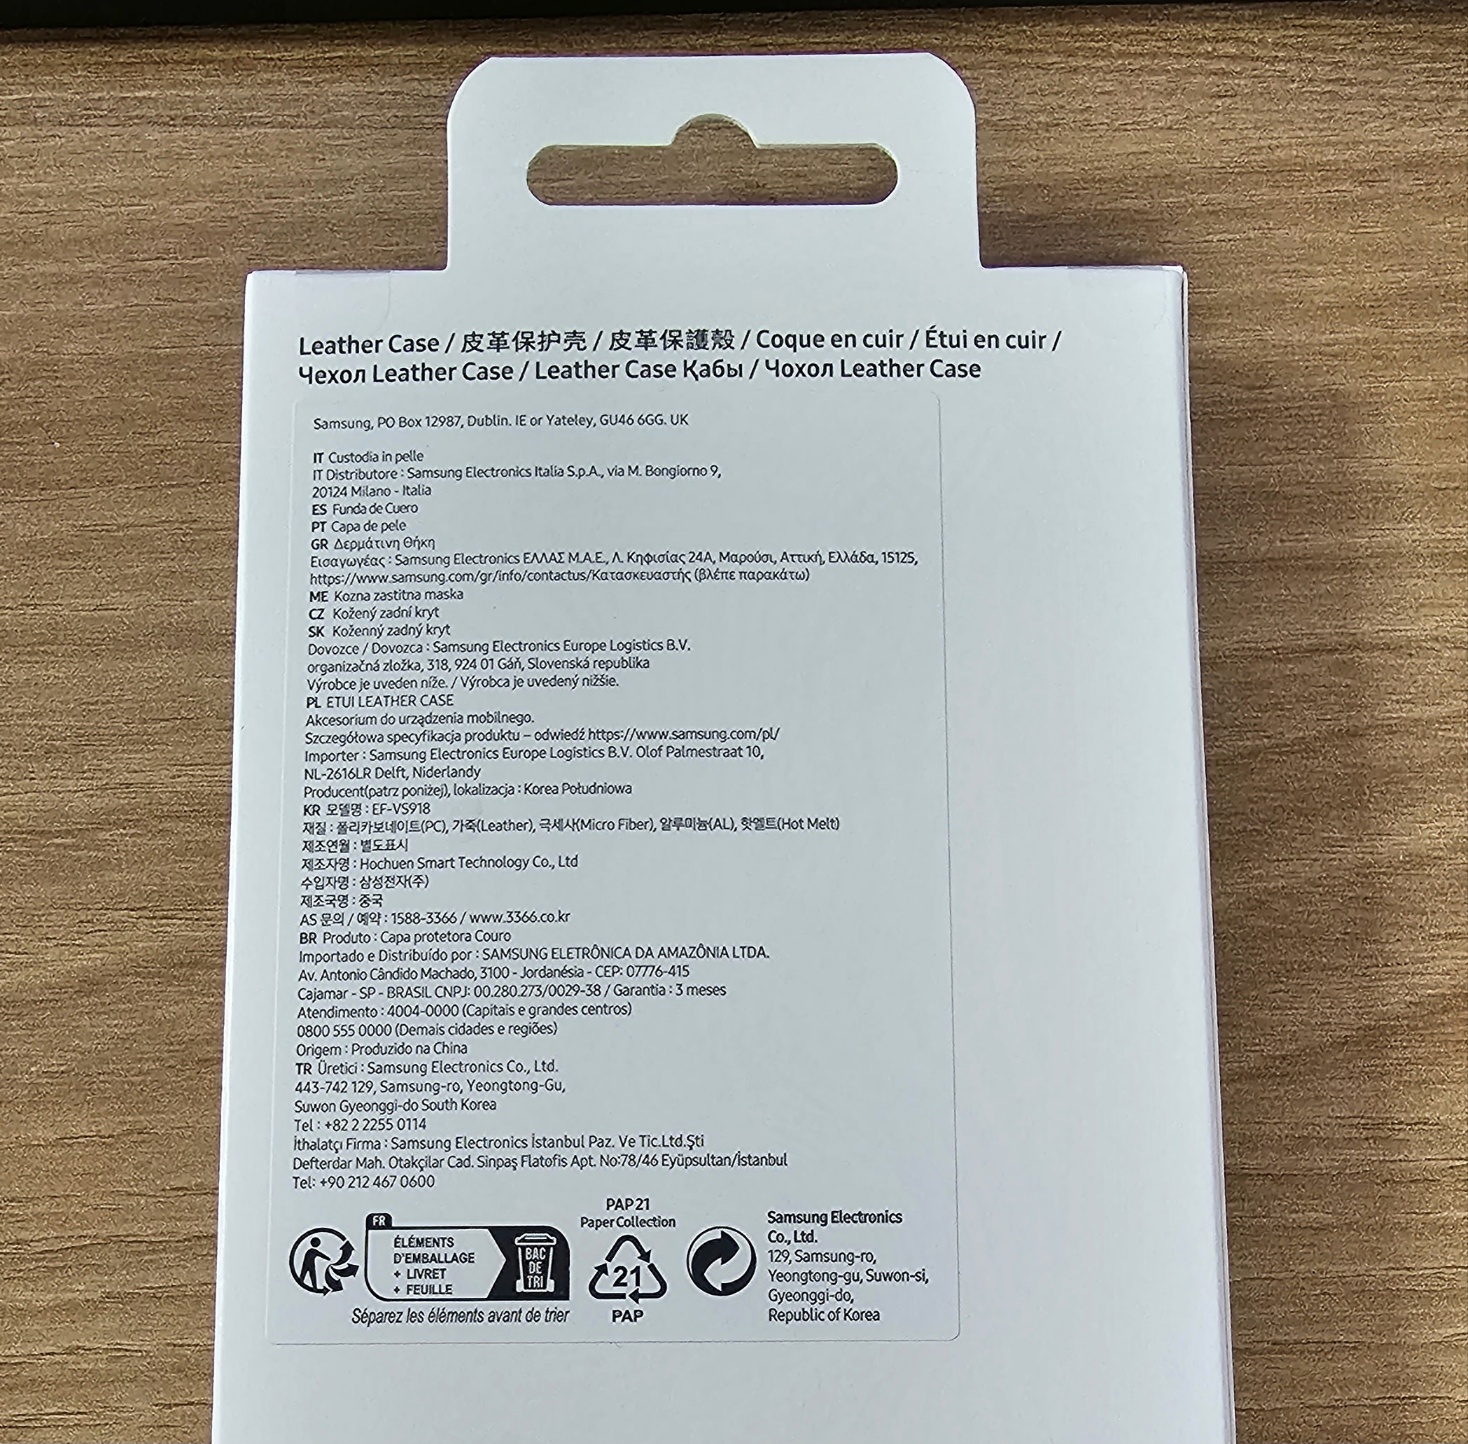 Leather Case / 皮革保护壳 / 皮革保護殼 / Coque en cuir / Étui en cuir /
Чехол Leather Case / Leather Case Қабы / Чохол Leather Case
Samsung, PO Box 12987, Dublin. IE or Yateley, GU46 6GG. UK
IT Custodia in pelle
IT Distributore : Samsung Electronics Italia S.p.A., via M. Bongiorno 9,
20124 Milano - Italia
ES Funda de Cuero
PT Capa de pele
GR Δερμάτινη Θήκη
Εισαγωγέας : Samsung Electronics ΕΛΛΑΣ Μ.Α.Ε., Λ. Κηφισίας 24Α, Μαρούσι, Αττική, Ελλάδα, 15125,
https://www.samsung.com/gr/info/contactus/Κατασκευαστής (βλέπε παρακάτω)
ME Kozna zastitna maska
CZ Kožený zadní kryt
SK Koženný zadný kryt
Dovozce / Dovozca : Samsung Electronics Europe Logistics B.V.
organizačná zložka, 318, 924 01 Gáň, Slovenská republika
Výrobce je uveden níže. / Výrobca je uvedený nižšie.
PL ETUI LEATHER CASE
Akcesorium do urządzenia mobilnego.
Szczegółowa specyfikacja produktu – odwiedź https://www.samsung.com/pl/
Importer : Samsung Electronics Europe Logistics B.V. Olof Palmestraat 10,
NL-2616LR Delft, Niderlandy
Producent(patrz poniżej), lokalizacja : Korea Południowa
KR 모델명 : EF-VS918
재질 : 폴리카보네이트(PC), 가죽(Leather), 극세사(Micro Fiber), 알루미늄(AL), 핫멜트(Hot Melt)
제조연월 : 별도표시
제조자명 : Hochuen Smart Technology Co., Ltd
수입자명 : 삼성전자(주)
제조국명 : 중국
AS 문의 / 예약 : 1588-3366 / www.3366.co.kr
BR Produto : Capa protetora Couro
Importado e Distribuído por : SAMSUNG ELETRÔNICA DA AMAZÔNIA LTDA.
Av. Antonio Cândido Machado, 3100 - Jordanésia - CEP: 07776-415
Cajamar - SP - BRASIL CNPJ: 00.280.273/0029-38 / Garantia : 3 meses
Atendimento : 4004-0000 (Capitais e grandes centros)
0800 555 0000 (Demais cidades e regiões)
Origem : Produzido na China
TR Üretici : Samsung Electronics Co., Ltd.
443-742 129, Samsung-ro, Yeongtong-Gu,
Suwon Gyeonggi-do South Korea
Tel : +82 2 2255 0114
İthalatçı Firma : Samsung Electronics İstanbul Paz. Ve Tic.Ltd.Şti
Defterdar Mah. Otakçilar Cad. Sinpaş Flatofis Apt. No:78/46 Eyüpsultan/İstanbul
Tel: +90 212 467 0600
FR
ÉLÉMENTS
D'EMBALLAGE
+ LIVRET
+ FEUILLE
BAC
DE
TRI
Séparez les éléments avant de trier
PAP 21
Paper Collection
21
PAP
Samsung Electronics
Co., Ltd.
129, Samsung-ro,
Yeongtong-gu, Suwon-si,
Gyeonggi-do,
Republic of Korea